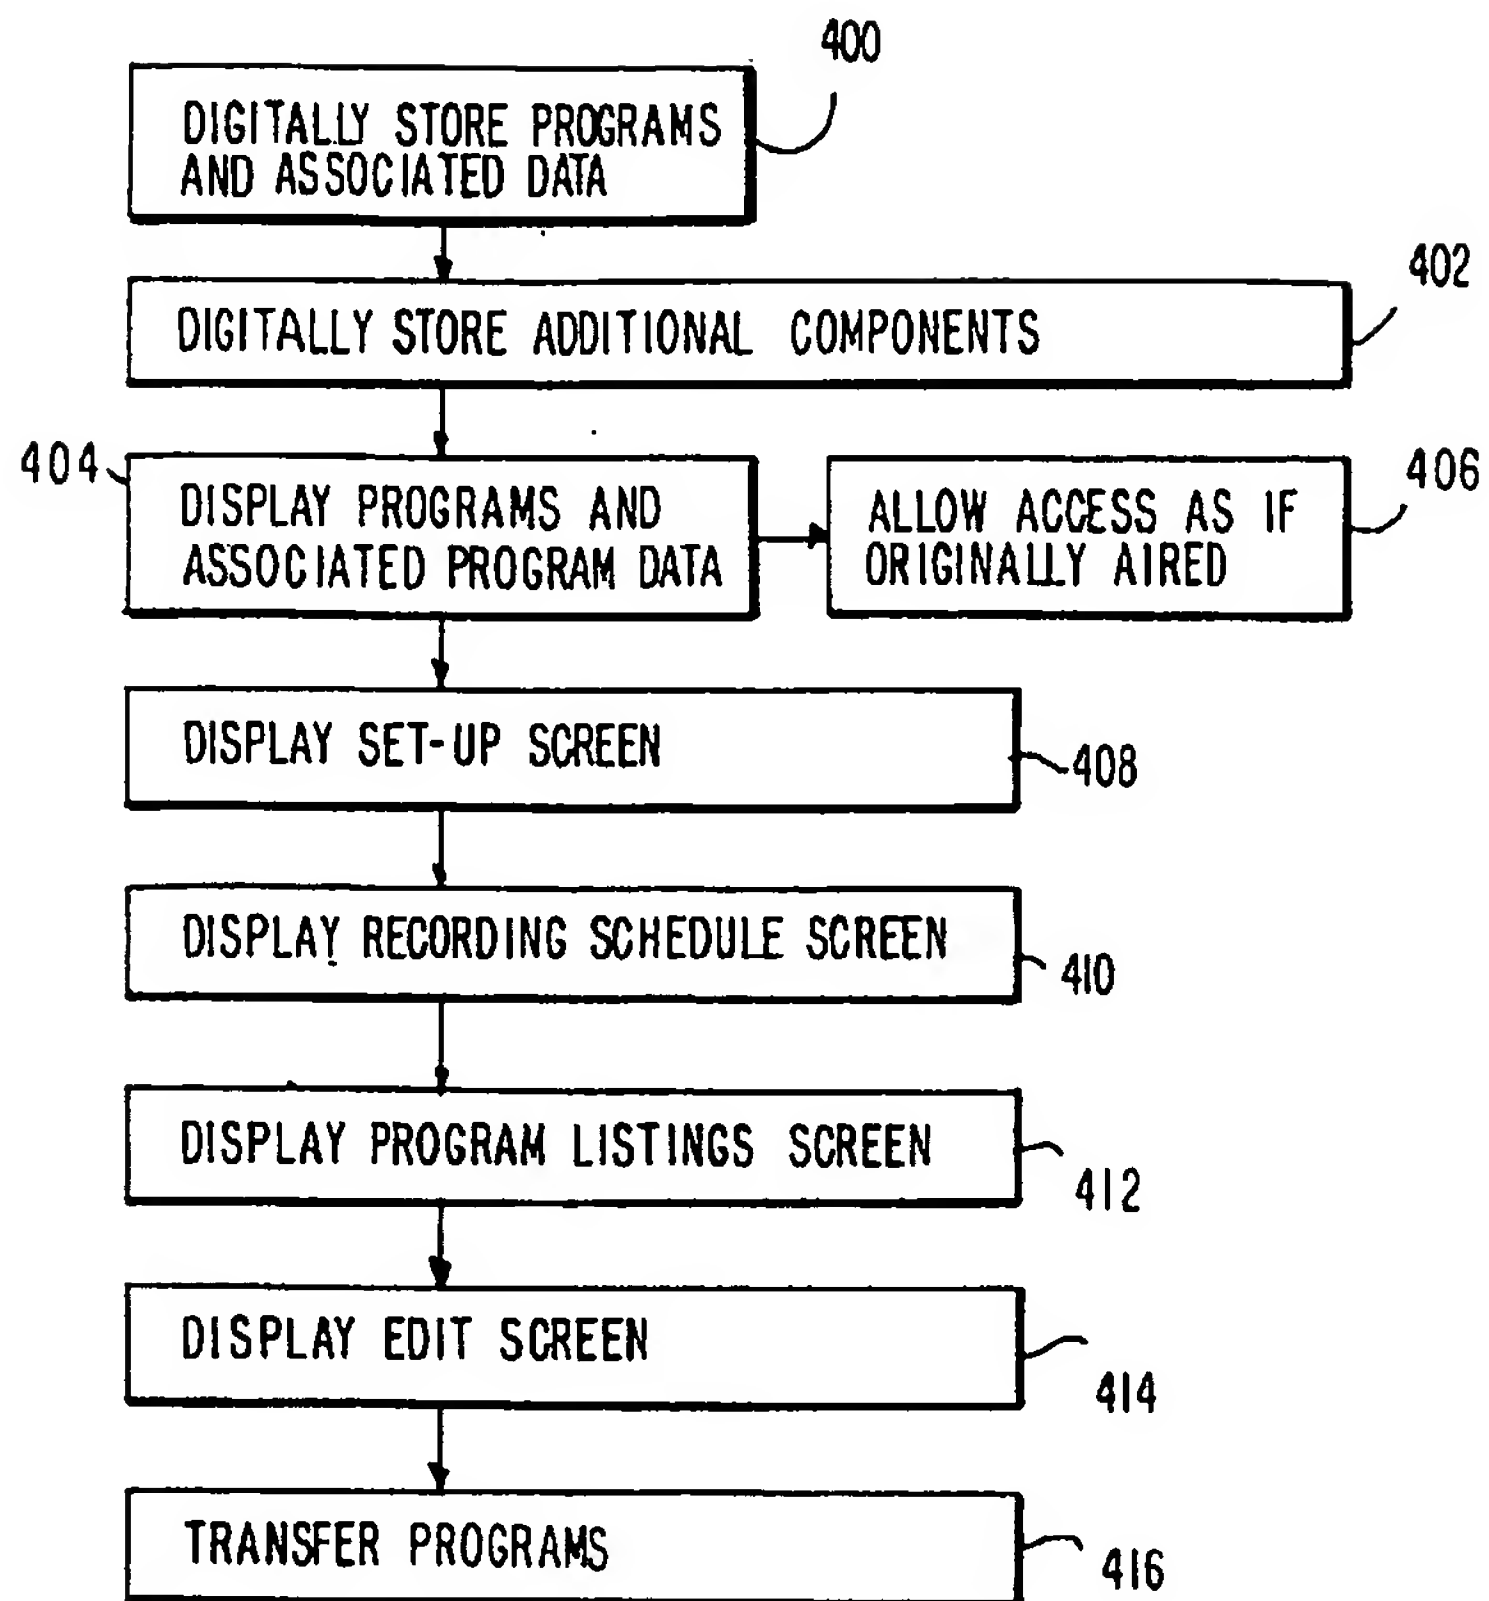 400
DIGITALLY STORE PROGRAMS
AND ASSOCIATED DATA
402
DIGITALLY STORE ADDITIONAL COMPONENTS
404
DISPLAY PROGRAMS AND
ASSOCIATED PROGRAM DATA
406
ALLOW ACCESS AS IF
ORIGINALLY AIRED
DISPLAY SET-UP SCREEN
408
DISPLAY RECORDING SCHEDULE SCREEN
410
DISPLAY PROGRAM LISTINGS SCREEN
412
DISPLAY EDIT SCREEN
414
TRANSFER PROGRAMS
416